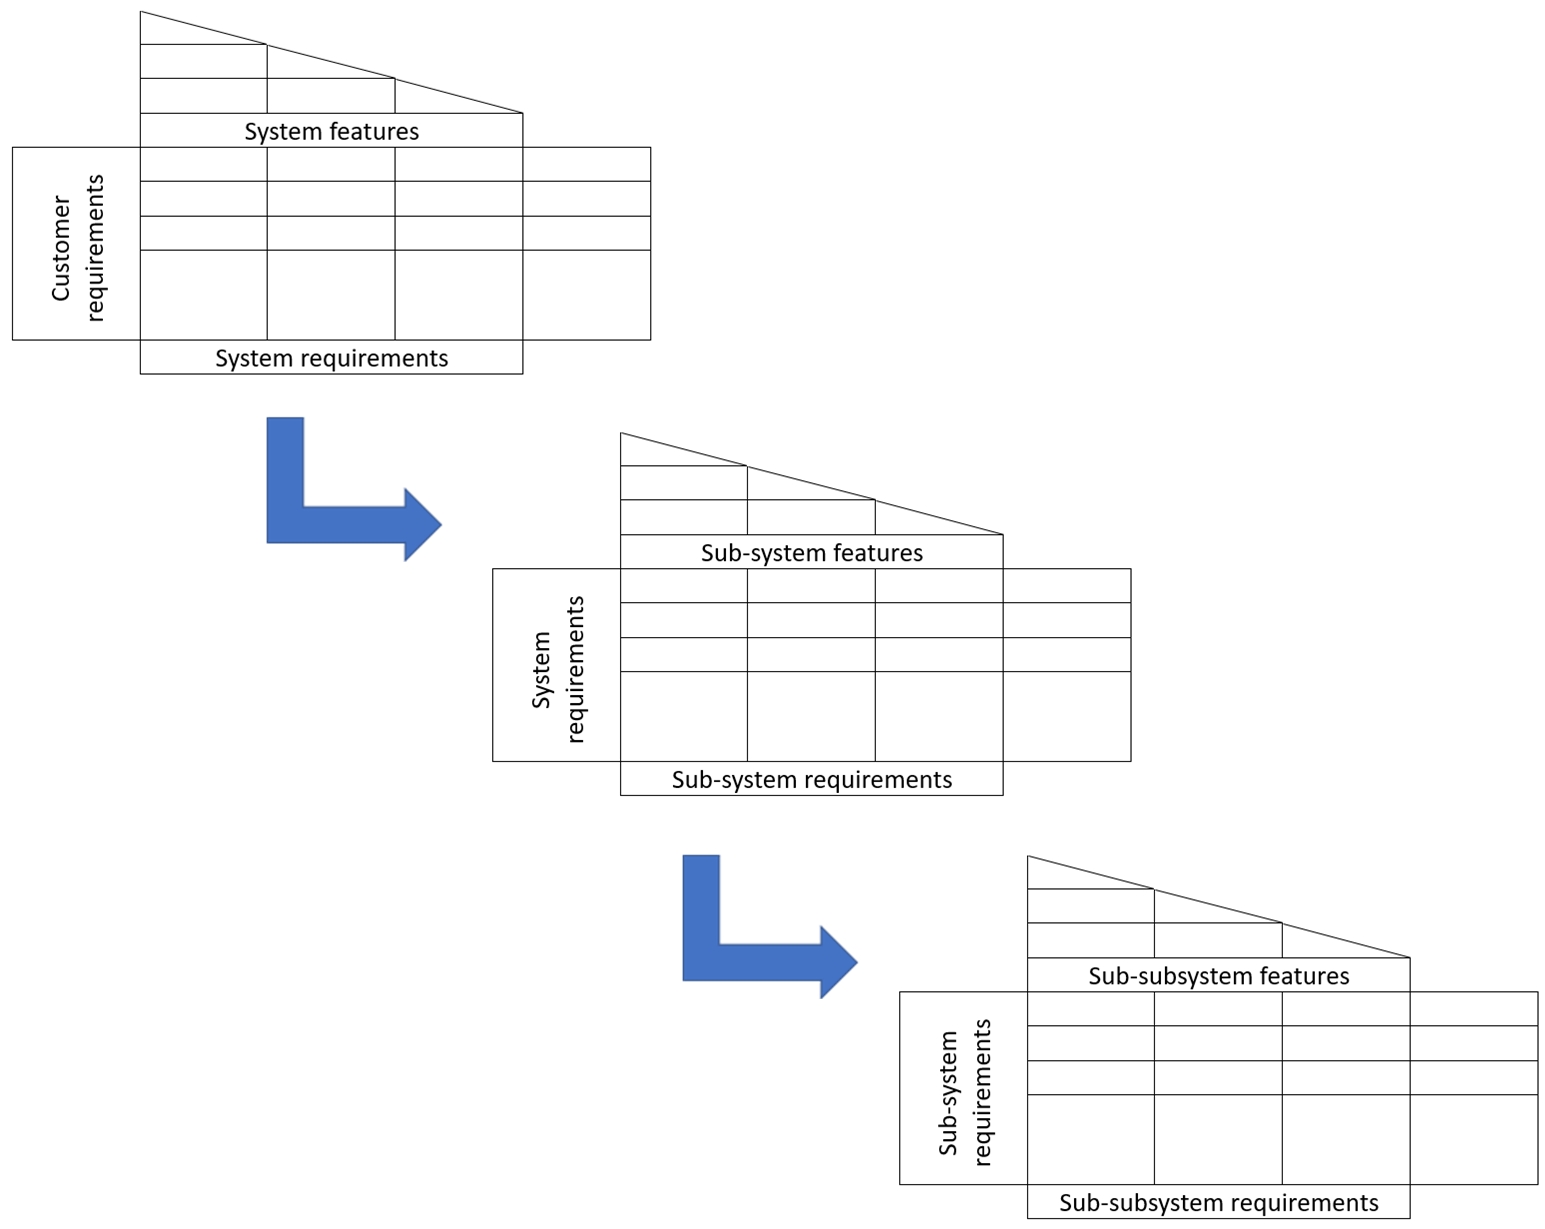 System features
Customer
requirements
System requirements
Sub-system features
System
requirements
Sub-system requirements
Sub-subsystem features
Sub-system
requirements
Sub-subsystem requirements